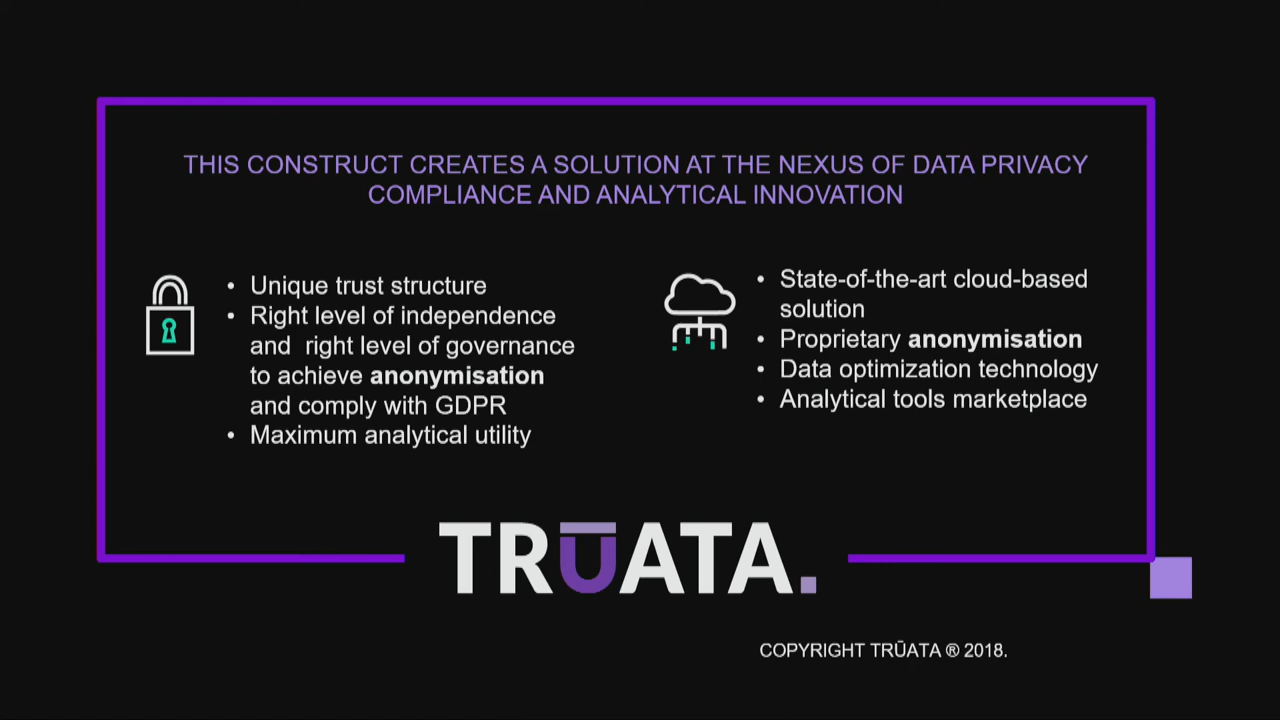 THIS CONSTRUCT CREATES A SOLUTION AT THE NEXUS OF DATA PRIVACY
COMPLIANCE AND ANALYTICAL INNOVATION
• Unique trust structure
• Right level of independence
and  right level of governance
to achieve anonymisation
and comply with GDPR
• Maximum analytical utility
• State-of-the-art cloud-based
solution
• Proprietary anonymisation
• Data optimization technology
• Analytical tools marketplace
TRŪATA.
COPYRIGHT TRŪATA ® 2018.